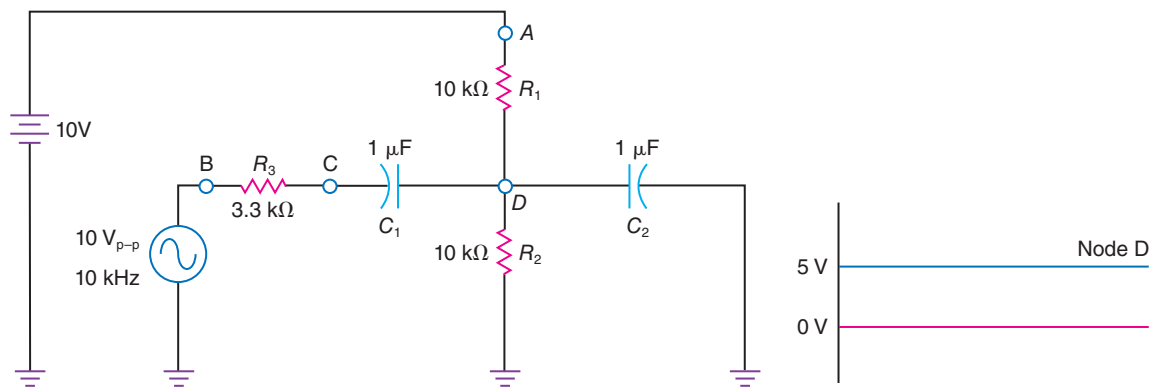 A
10 kΩ R₁
10V
1 μF
1 μF
B
R₃
C
3.3 kΩ
D
C₁
C₂
10 Vₚ₋ₚ
10 kHz
10 kΩ R₂
Node D
5 V
0 V